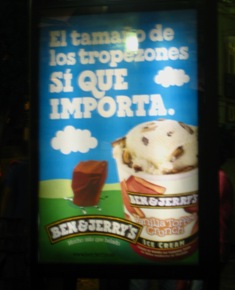 El tamaño de
los tropezones
SÍ QUE
IMPORTA.
BEN&JERRY'S
BEN&JERRY'S
ICE CREAM